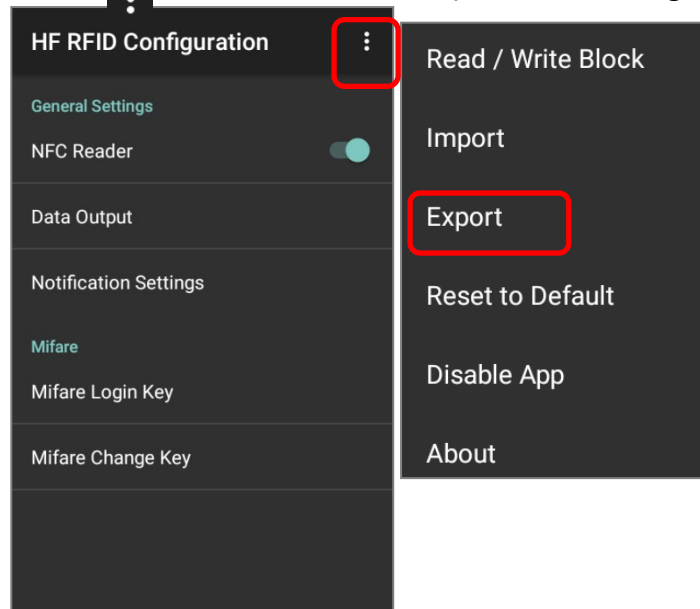 HF RFID Configuration
General Settings
NFC Reader
Data Output
Notification Settings
Mifare
Mifare Login Key
Mifare Change Key
Read / Write Block
Import
Export
Reset to Default
Disable App
About